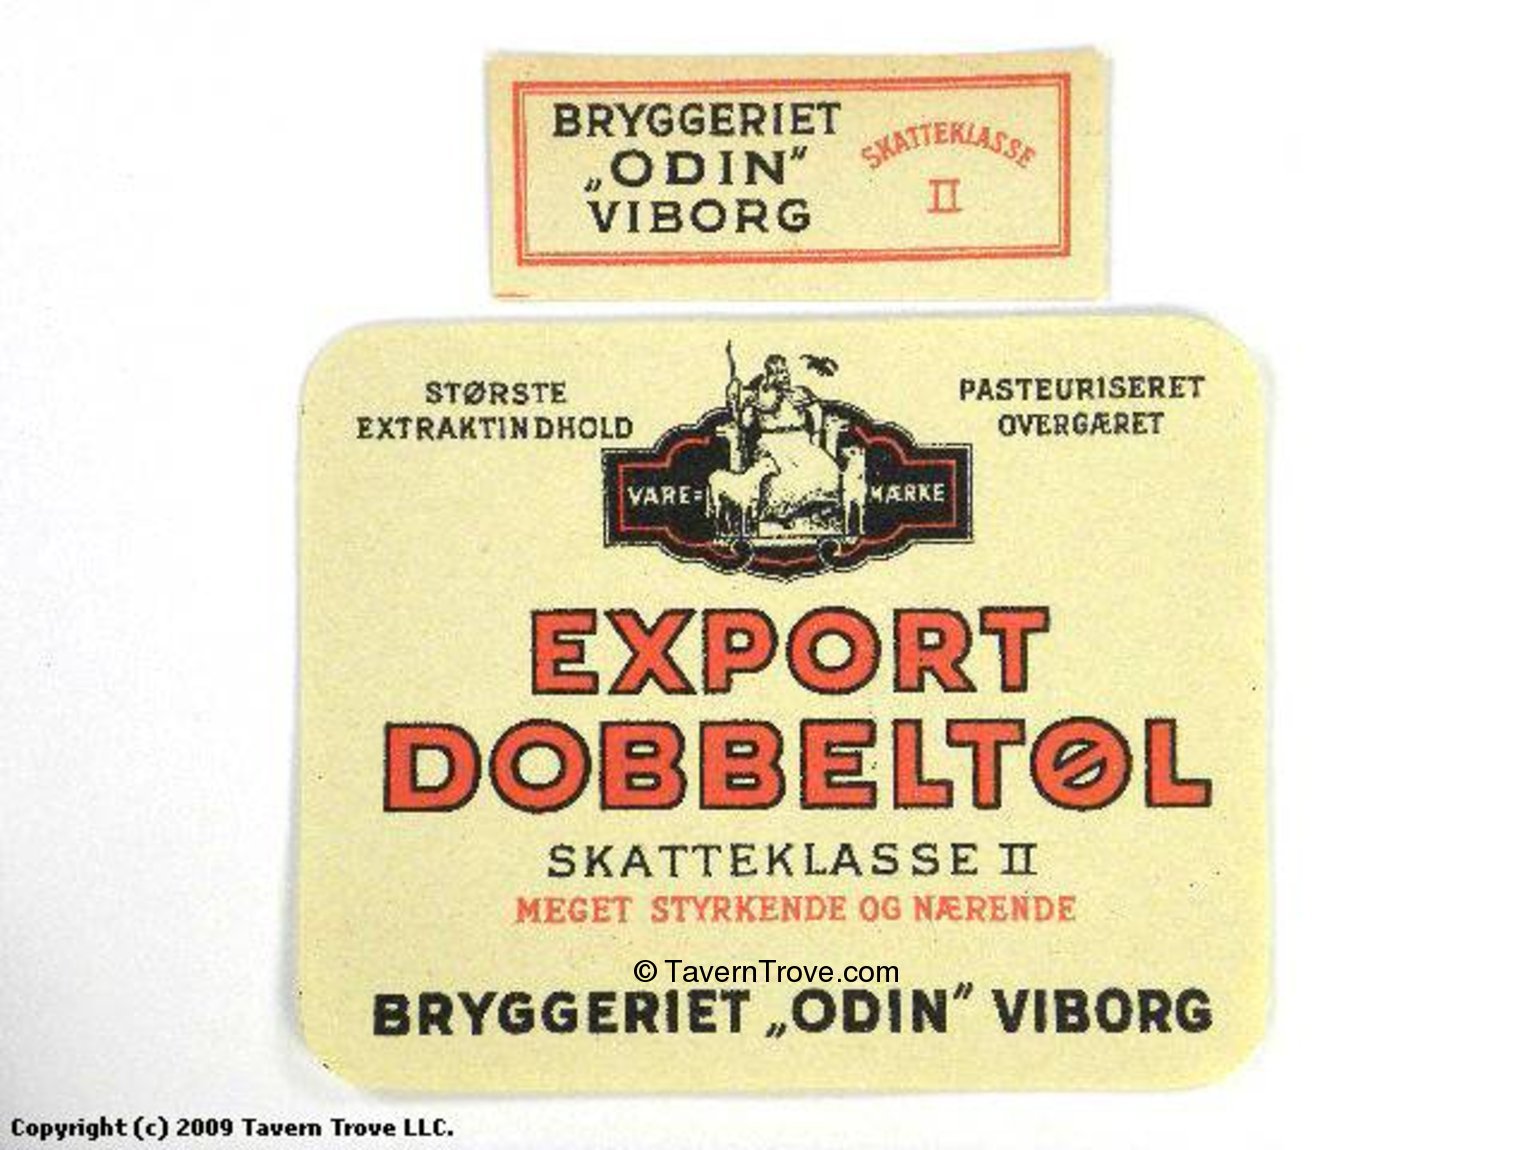 BRYGGERIET
„ODIN"
VIBORG
SKATTEKLASSE
II
STØRSTE
EXTRAKTINDHOLD
PASTEURISERET
OVERGÆRET
VARE= MÆRKE
EXPORT
DOBBELTØL
SKATTEKLASSE II
MEGET STYRKENDE OG NÆRENDE
© TavernTrove.com
BRYGGERIET „ODIN" VIBORG
Copyright (c) 2009 Tavern Trove LLC.